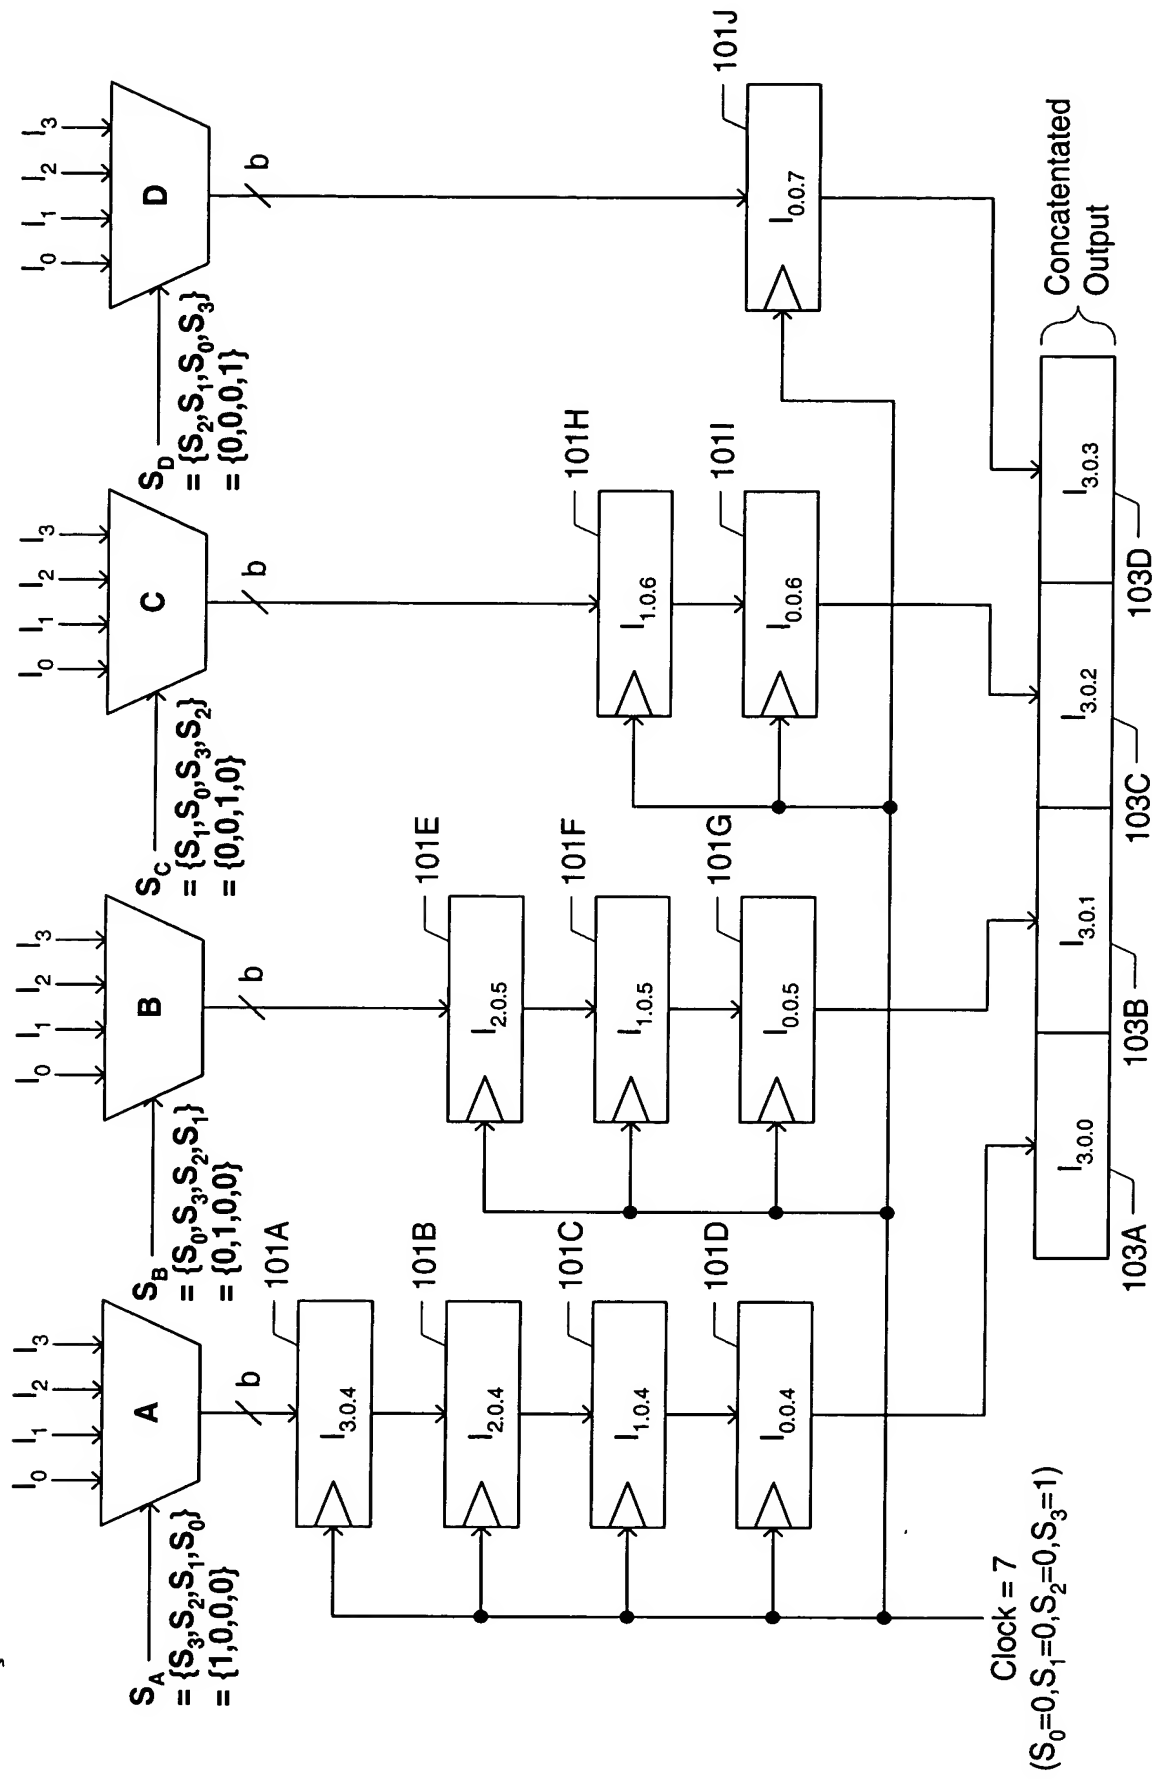 I0 I1 I2 I3
A
SA
= {S3,S2,S1,S0}
= {1,0,0,0}
b
101A
I3.0.4
101B
I2.0.4
101C
I1.0.4
101D
I0.0.4
I0 I1 I2 I3
B
SB
= {S0,S3,S2,S1}
= {0,1,0,0}
b
101E
I2.0.5
101F
I1.0.5
101G
I0.0.5
I0 I1 I2 I3
C
SC
= {S1,S0,S3,S2}
= {0,0,1,0}
b
101H
I1.0.6
101I
I0.0.6
I0 I1 I2 I3
D
SD
= {S2,S1,S0,S3}
= {0,0,0,1}
b
101J
I0.0.7
Clock = 7
(S0=0,S1=0,S2=0,S3=1)
I3.0.0
I3.0.1
I3.0.2
I3.0.3
103A
103B
103C
103D
Concatentated
Output